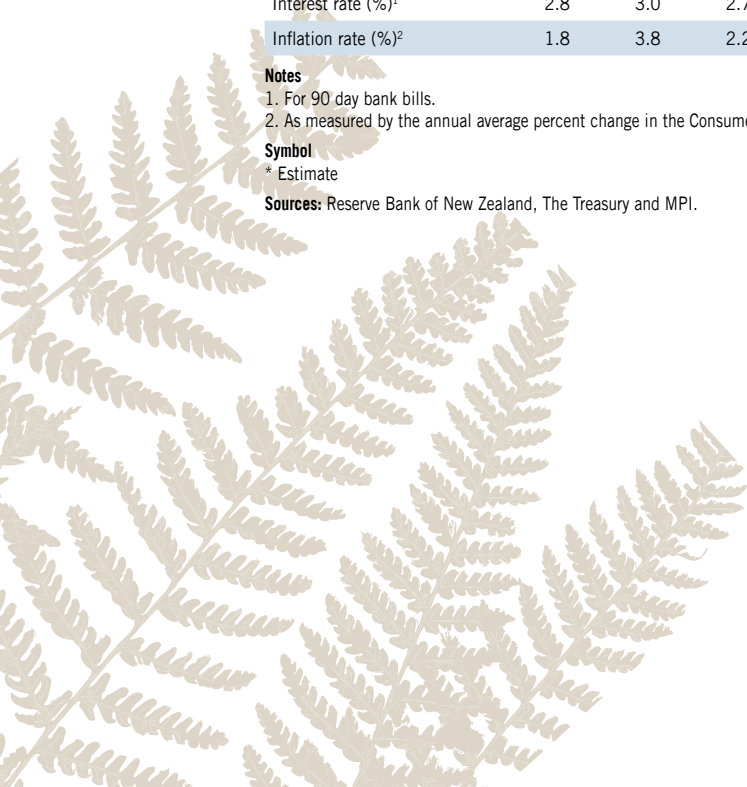 Interest rate (%)¹ 2.8 3.0 2.7
Inflation rate (%)² 1.8 3.8 2.2
Notes
1. For 90 day bank bills.
2. As measured by the annual average percent change in the
Symbol
* Estimate
Sources: Reserve Bank of New Zealand, The Treasury and MPI.